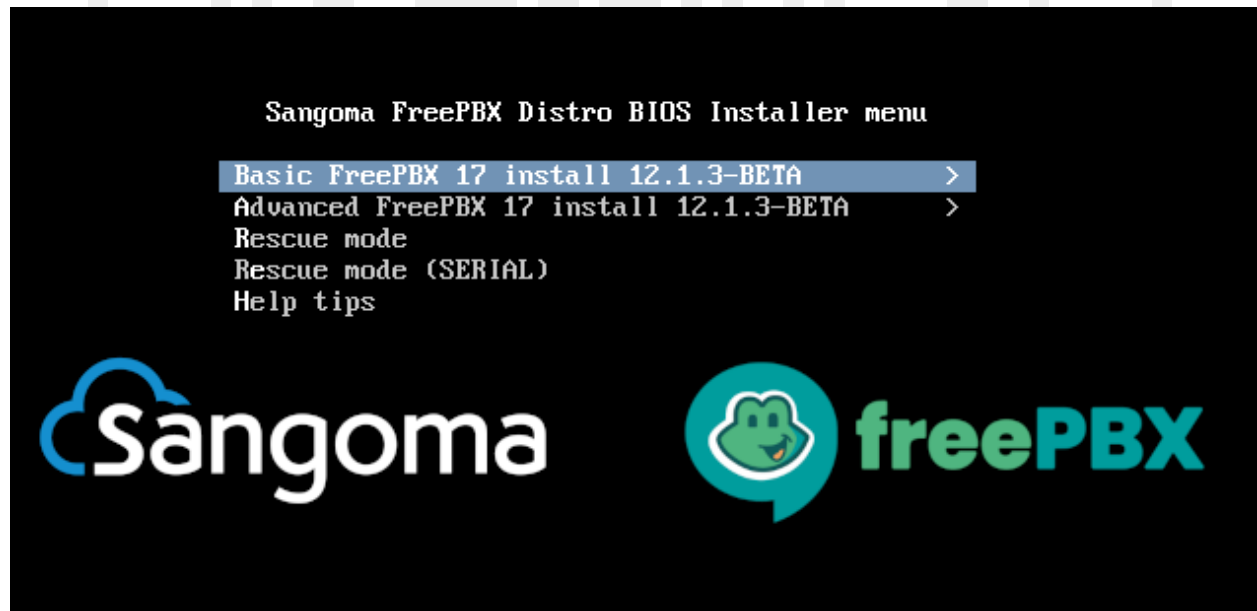 Sangoma FreePBX Distro BIOS Installer menu
Basic FreePBX 17 install 12.1.3-BETA >
Advanced FreePBX 17 install 12.1.3-BETA >
Rescue mode
Rescue mode (SERIAL)
Help tips
Sangoma
freePBX